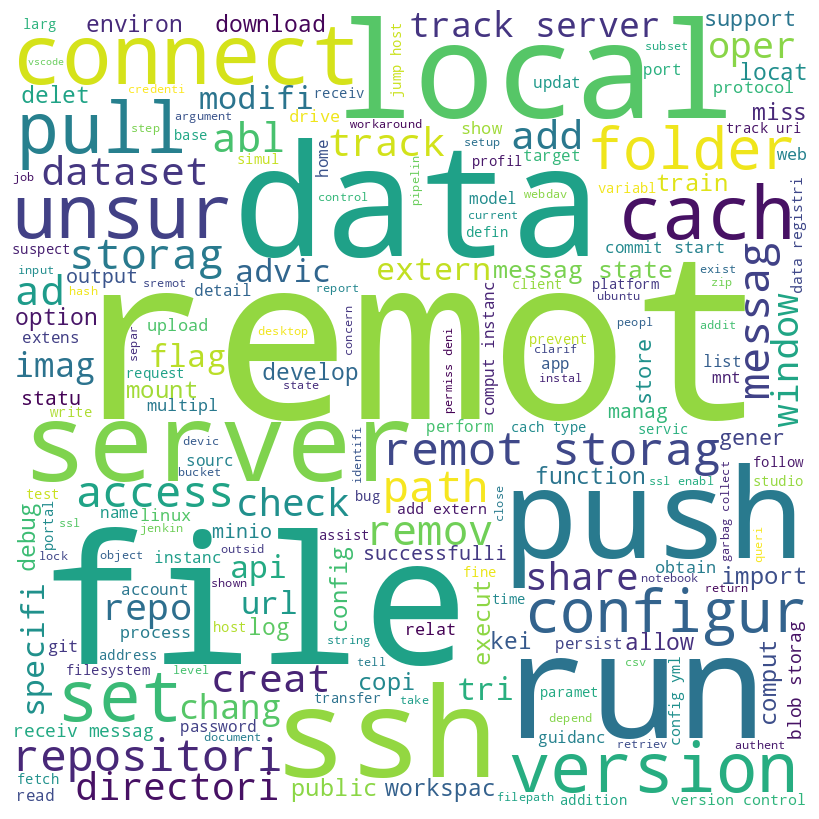 larg environ download track server support
connect local jump host subset oper
vscode credenti updat port locat
delet modifi receiv protocol
pull argument drive workaround show miss
step base abl track setup add folder track uri
simul home profil target web
job dataset pipelin variabl train
unsur data control model webdav cach data registri
current defin
suspect storag advic commit start
input output extern messag state exist zip
ad hash sremot detail report client platform ubuntu messag window
option upload desktop concern prevent peopl addit
extens separ remot permiss deni comput instanc clarif app instal store list mnt
imag request flag develop
statu mount state manag
write multipl perform cach type servic
server devic identifi remot storag gener
sourc bucket function ssl enabl follow
access check bug path add extern close push studio
test name linux minio assist remov garbag collect queri
debug portal ssl jenkin instanc successfulli obtain
lock object outsid api config fine share notebook import
file account shown return
specifi repo url execut time configur
process host log string relat kei persist allow
git address tell run
filesystem level creat csv
set chang copi tri paramet comput config yml blob storag
transfer take ssh depend
receiv messag password guidanc
repositori document retriev authent
fetch version
read directori public workspac filepath addition version control